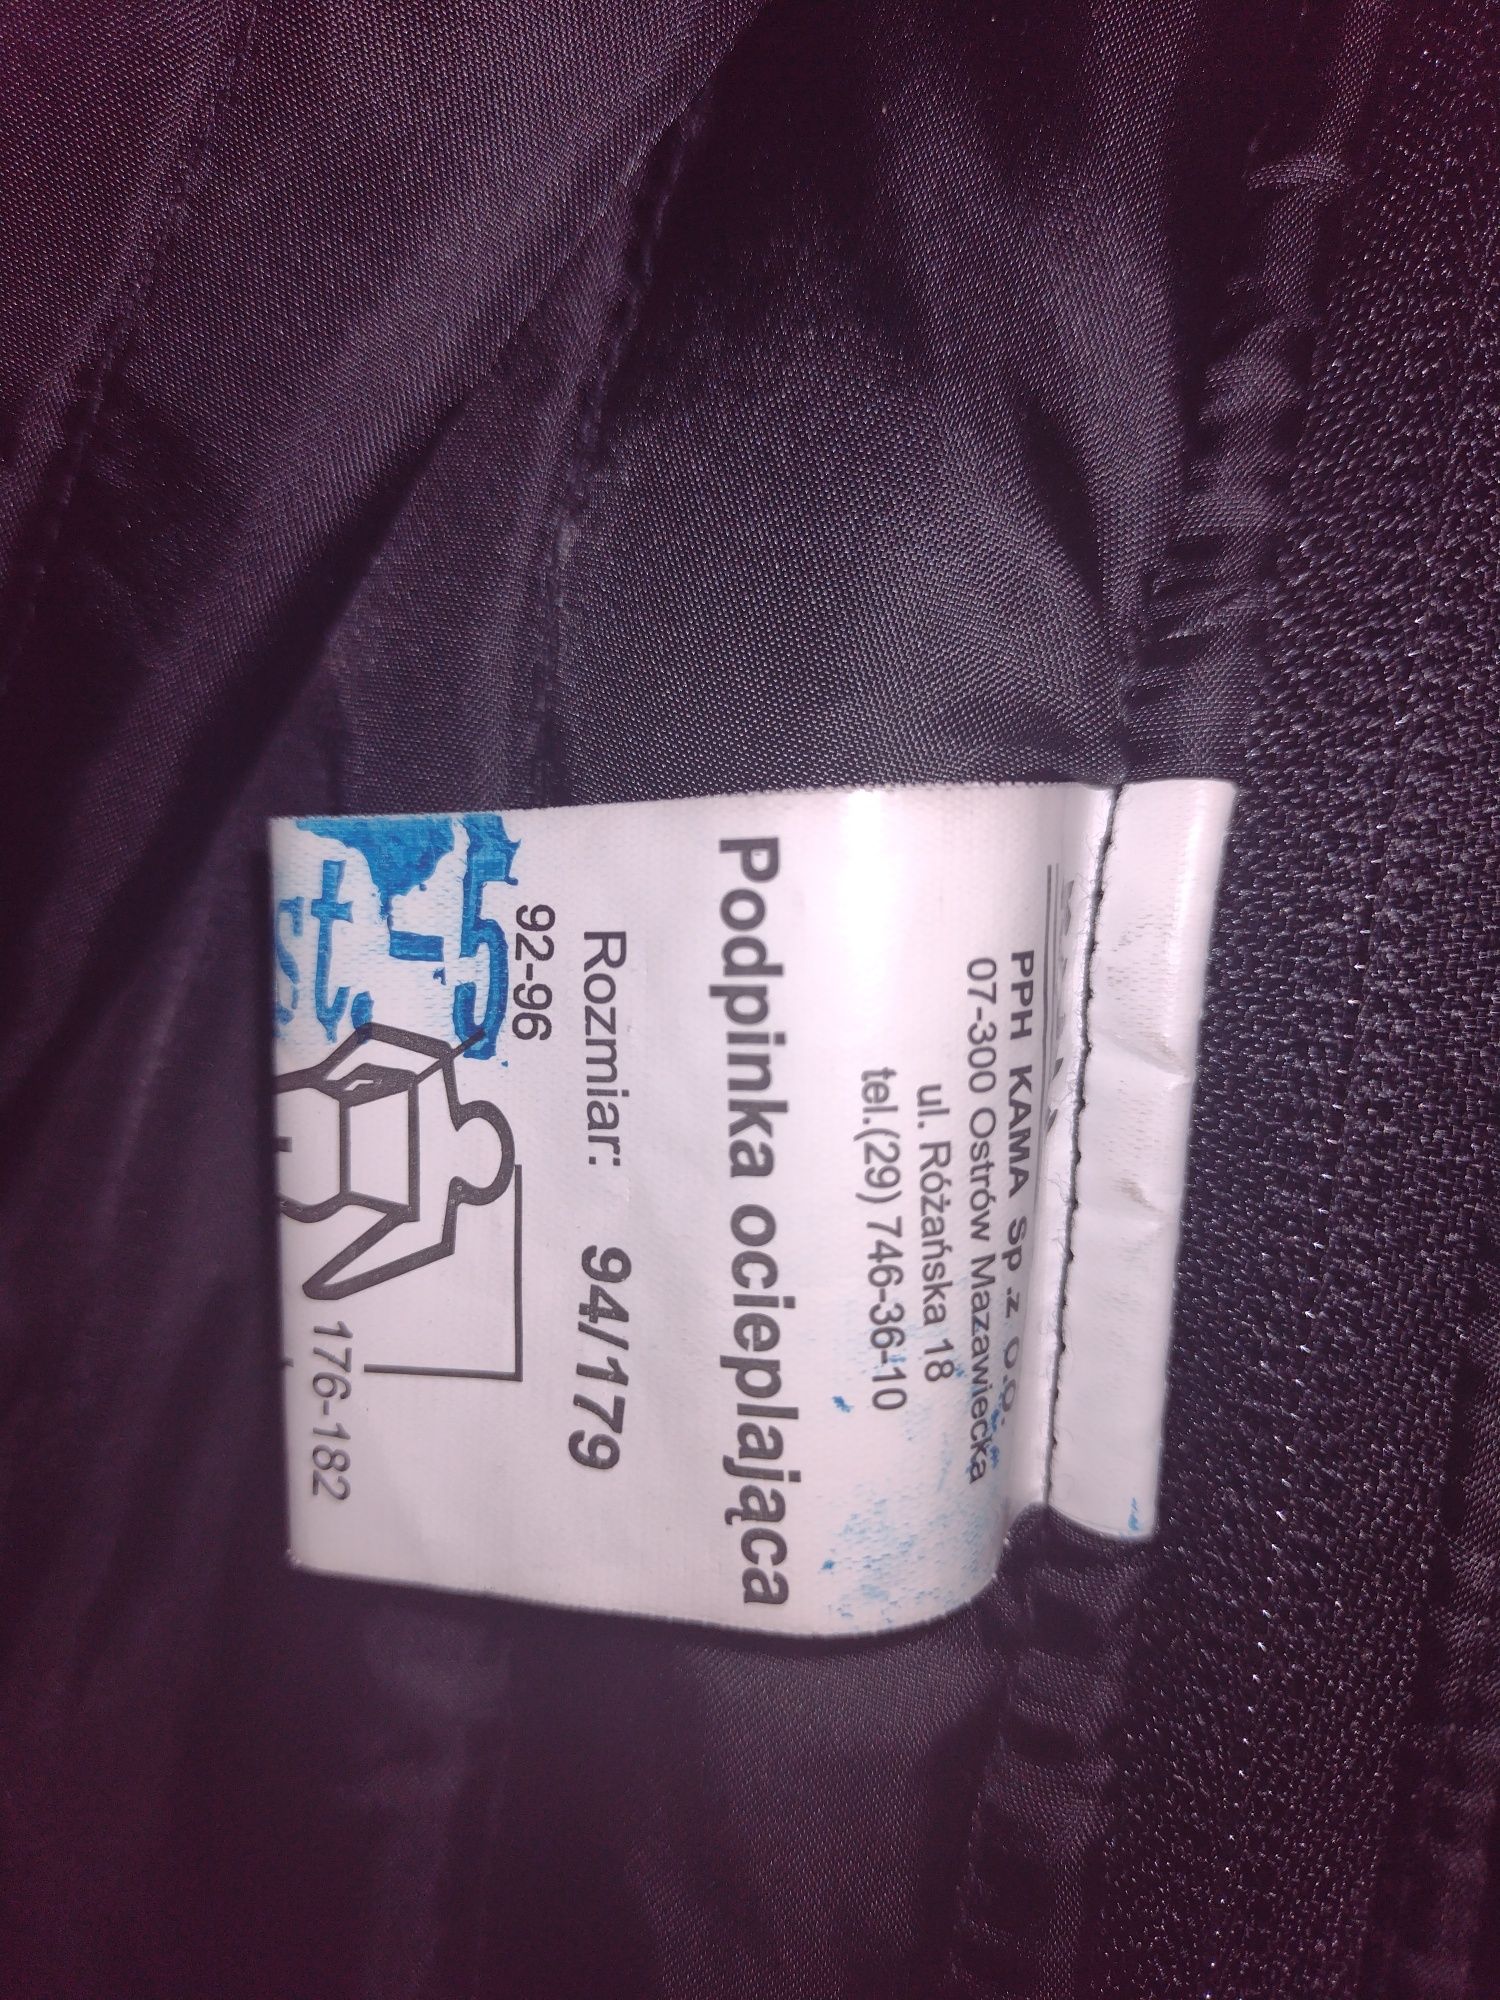 PPH KAMA Sp .z o.o.
07-300 Ostrów Mazawiecka
ul. Różańska 18
tel.(29) 746-36-10
Podpinka ocieplająca
Rozmiar: 94/179
92-96
176-182